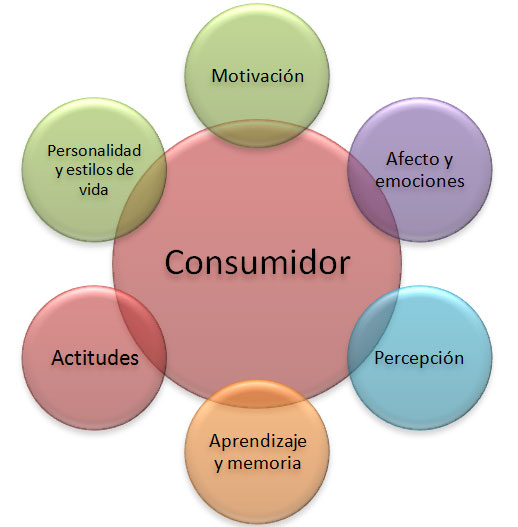 Motivación
Afecto y
emociones
Percepción
Aprendizaje
y memoria
Actitudes
Personalidad
y estilos de
vida
Consumidor